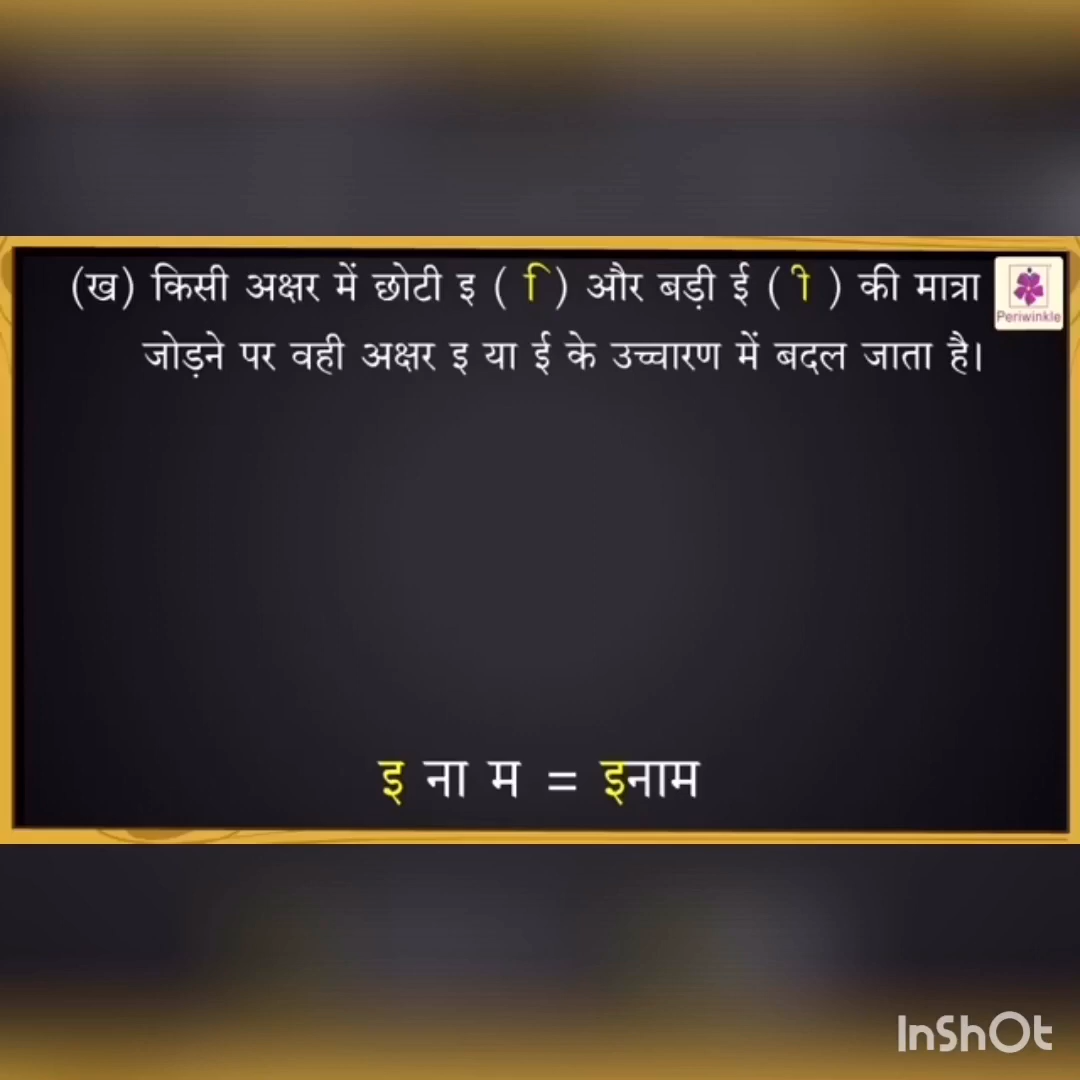 (ख) किसी अक्षर में छोटी इ ( ि ) और बड़ी ई ( ी ) की मात्रा
जोड़ने पर वही अक्षर इ या ई के उच्चारण में बदल जाता है।
Periwinkle
इ ना म = इनाम
InShOt